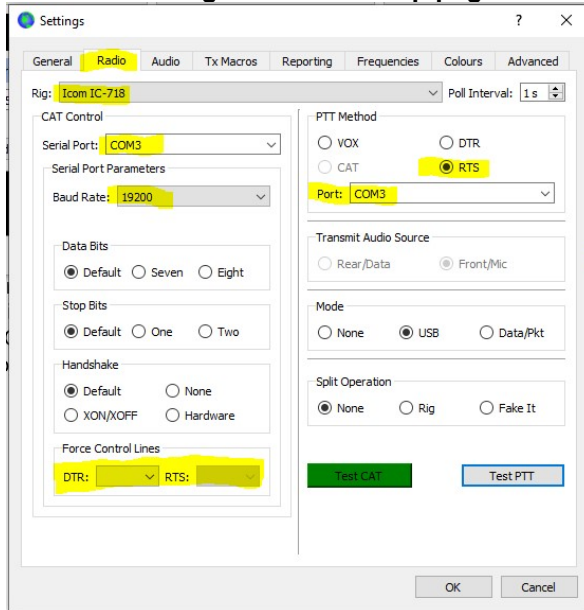 Settings
? X
General Radio Audio Tx Macros Reporting Frequencies Colours Advanced
Rig: Icom IC-718 Poll Interval: 1 s
CAT Control
Serial Port: COM3
Serial Port Parameters
Baud Rate: 19200
Data Bits
Default Seven Eight
Stop Bits
Default One Two
Handshake
Default None
XON/XOFF Hardware
Force Control Lines
DTR: RTS:
PTT Method
VOX DTR
CAT RTS
Port: COM3
Transmit Audio Source
Rear/Data Front/Mic
Mode
None USB Data/Pkt
Split Operation
None Rig Fake It
Test CAT Test PTT
OK Cancel